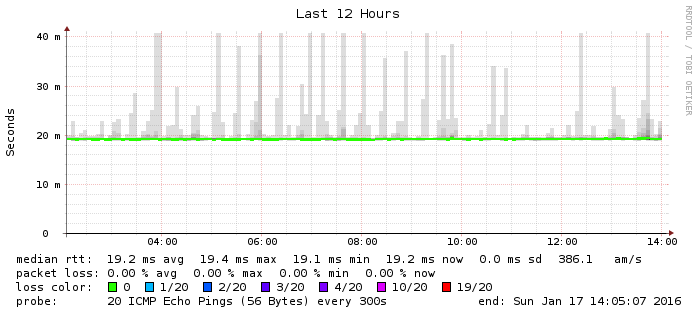 Last 12 Hours
RRDTOOL / TOBI OETIKER
Seconds
40 m
30 m
20 m
10 m
0
04:00 06:00 08:00 10:00 12:00 14:00
median rtt: 19.2 ms avg 19.4 ms max 19.1 ms min 19.2 ms now 0.0 ms sd 386.1 am/s
packet loss: 0.00 % avg 0.00 % max 0.00 % min 0.00 % now
loss color: 0 1/20 2/20 3/20 4/20 10/20 19/20
probe: 20 ICMP Echo Pings (56 Bytes) every 300s end: Sun Jan 17 14:05:07 2016